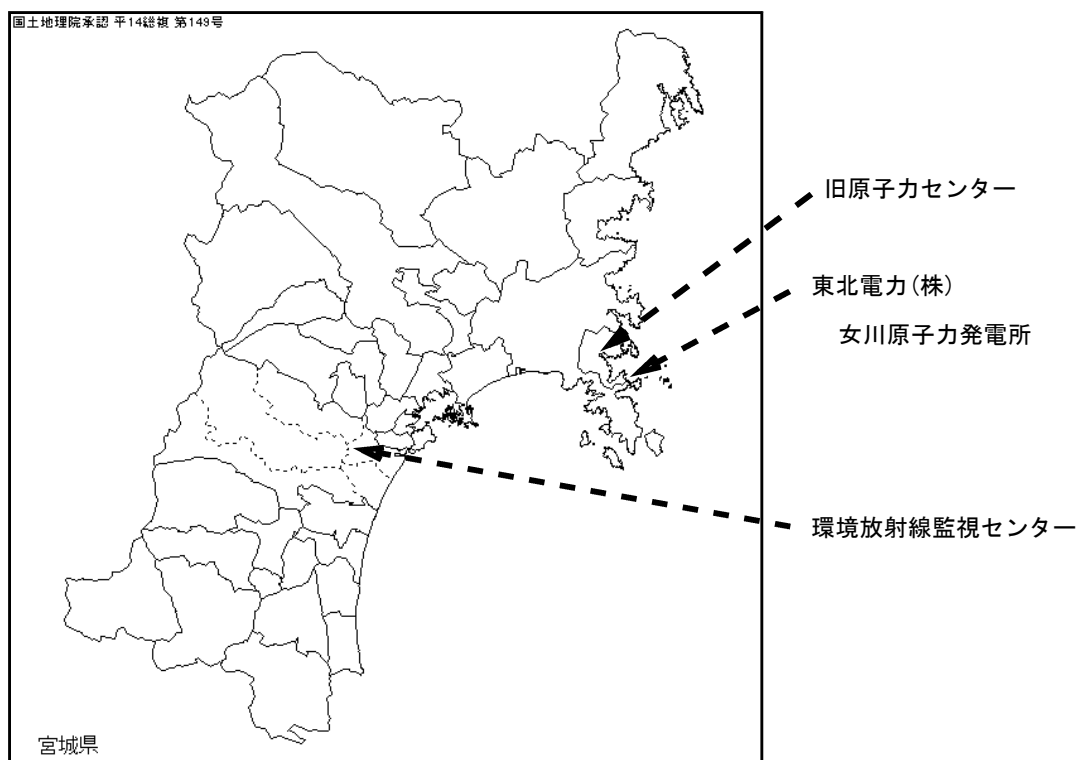 国土地理院承認 平14総複 第149号
旧原子力センター
東北電力(株)
女川原子力発電所
環境放射線監視センター
宮城県